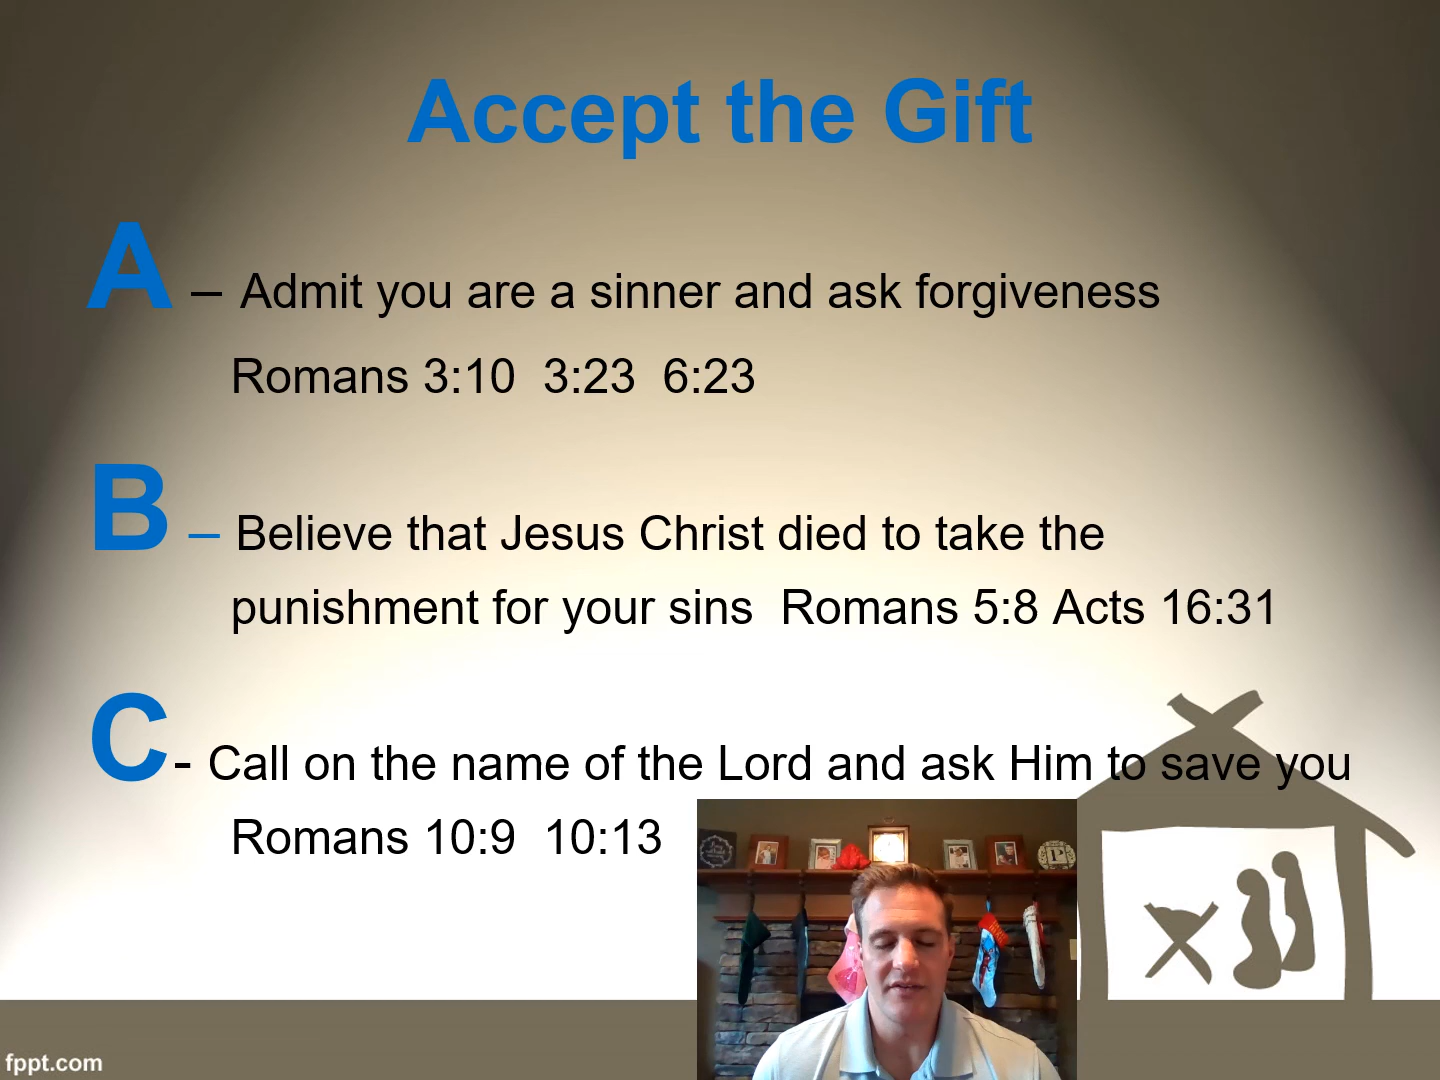 Accept the Gift
A – Admit you are a sinner and ask forgiveness
Romans 3:10 3:23 6:23
B – Believe that Jesus Christ died to take the
punishment for your sins Romans 5:8 Acts 16:31
C- Call on the name of the Lord and ask Him to save you
Romans 10:9 10:13
P
fppt.com